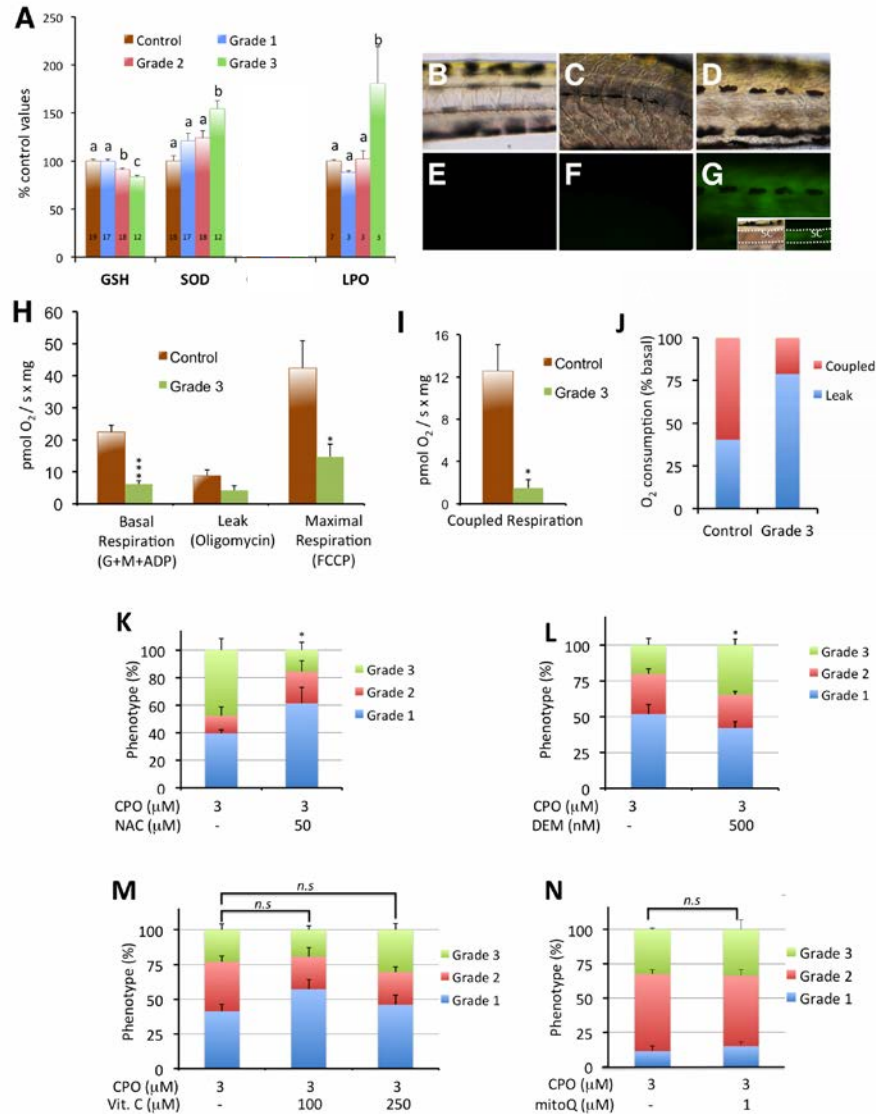 A
Control
Grade 1
Grade 2
Grade 3
% control values
250
200
150
100
50
0
a a b c
a a a b
a a a b
19 17 18 12
18 17 18 12
7 3 3 3
GSH SOD LPO
B C D
E F G
SC SC
H
pmol O2 / s x mg
60
50
40
30
20
10
0
Control
Grade 3
***
*
Basal Respiration (G+M+ADP)
Leak (Oligomycin)
Maximal Respiration (FCCP)
I
pmol O2 / s x mg
16
12
8
4
0
Control
Grade 3
*
Coupled Respiration
J
O2 consumption (% basal)
100
75
50
25
0
Coupled
Leak
Control Grade 3
K
Phenotype (%)
100
80
60
40
20
0
*
Grade 3
Grade 2
Grade 1
CPO (μM) 3 3
NAC (μM) - 50
L
Phenotype (%)
100
75
50
25
0
*
Grade 3
Grade 2
Grade 1
CPO (μM) 3 3
DEM (nM) - 500
M
n.s
n.s
Phenotype (%)
100
75
50
25
0
Grade 3
Grade 2
Grade 1
CPO (μM) 3 3 3
Vit. C (μM) - 100 250
N
n.s
Phenotype (%)
100
75
50
25
0
Grade 3
Grade 2
Grade 1
CPO (μM) 3 3
mitoQ (μM) - 1